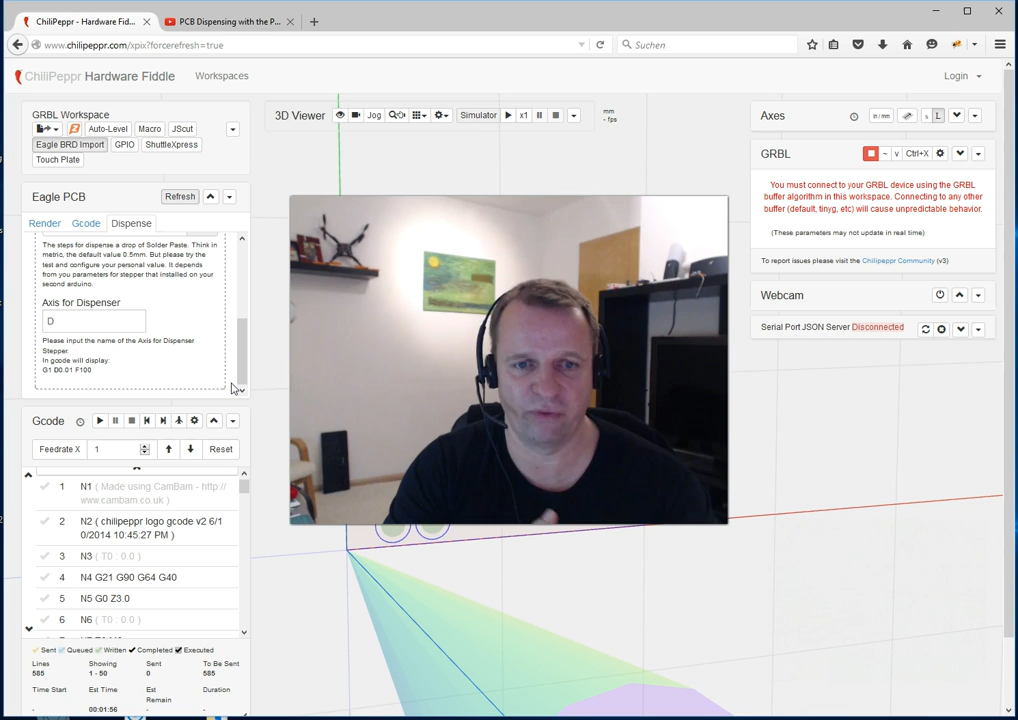 ChiliPeppr - Hardware Fid...
PCB Dispensing with the P...
www.chilipeppr.com/xpix?forcerefresh=true
Suchen
ChiliPeppr Hardware Fiddle
Workspaces
Login
GRBL Workspace
Auto-Level
Macro
JScut
Eagle BRD Import
GPIO
ShuttleXpress
Touch Plate
Eagle PCB
Refresh
Render
Gcode
Dispense
The steps for dispense a drop of Solder Paste. Think in
metric, the default value 0.5mm. But please try the
test and configure your personal value. It depends
from you parameters for stepper that installed on your
second arduino.
Axis for Dispenser
D
Please input the name of the Axis for Dispenser
Stepper.
In gcode will display:
G1 D0.01 F100
Gcode
Feedrate X
1
Reset
1 N1 ( Made using CamBam - http://
www.cambam.co.uk )
2 N2 ( chilipeppr logo gcode v2 6/1
0/2014 10:45:27 PM )
3 N3 ( T0 : 0.0 )
4 N4 G21 G90 G64 G40
5 N5 G0 Z3.0
6 N6 ( T0 : 0.0 )
Sent Queued Written Completed Executed
Lines Showing Sent To Be Sent
585 1 - 50 0 585
Time Start Est Time Est Remain Duration
- 00:01:56 - -
3D Viewer
Jog
Simulator
x1
mm
- fps
Axes
in / mm
s
L
GRBL
~
v
Ctrl+X
You must connect to your GRBL device using the GRBL
buffer algorithm in this workspace. Connecting to any other
buffer (default, tinyg, etc) will cause unpredictable behavior.
(These parameters may not update in real time)
To report issues please visit the Chilipeppr Community (v3)
Webcam
Serial Port JSON Server Disconnected